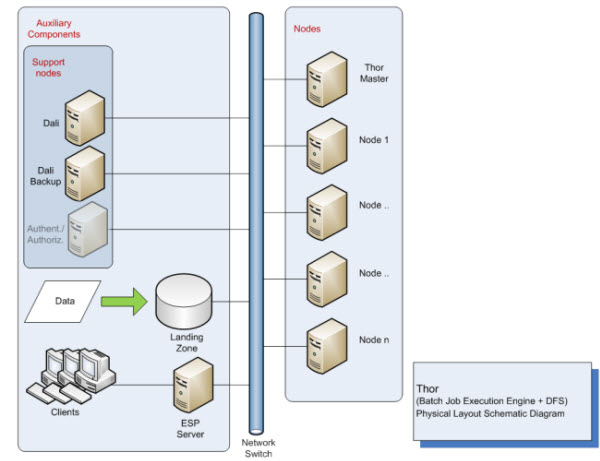 Auxiliary
Components
Support
nodes
Dali
Dali
Backup
Authent./
Authoriz.
Data
Landing
Zone
Clients
ESP
Server
Network
Switch
Nodes
Thor
Master
Node 1
Node ..
Node ..
Node n
Thor
(Batch Job Execution Engine + DFS)
Physical Layout Schematic Diagram